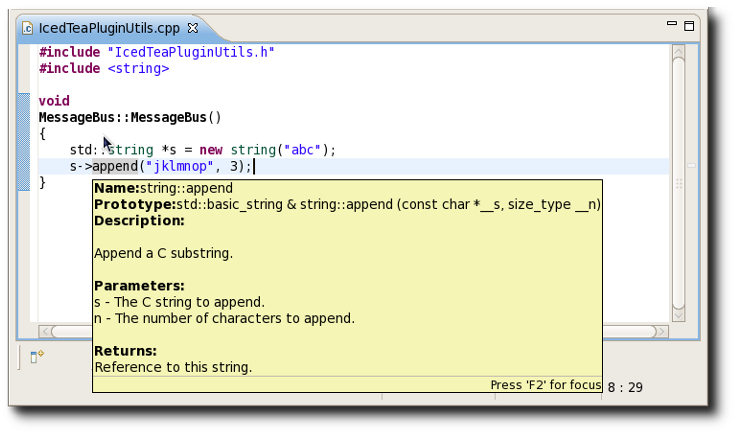 IcedTeaPluginUtils.cpp
#include "IcedTeaPluginUtils.h"
#include <string>
void
MessageBus::MessageBus()
{
std::string *s = new string("abc");
s->append("jklmnop", 3);
}
Name:string::append
Prototype:std::basic_string & string::append (const char *__s, size_type __n)
Description:
Append a C substring.
Parameters:
s - The C string to append.
n - The number of characters to append.
Returns:
Reference to this string.
Press 'F2' for focus
8 : 29